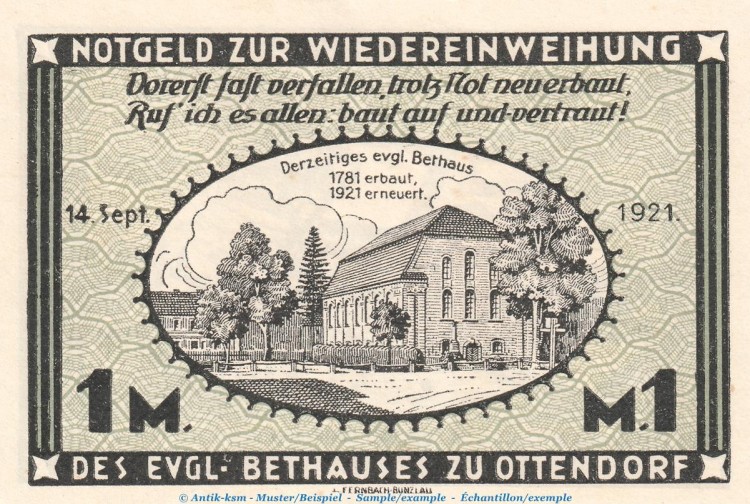 NOTGELD ZUR WIEDEREINWEIHUNG
Vorerst fast verfallen, trotz Not neu erbaut,
Ruf' ich es allen: baut auf und vertraut!
Derzeitiges evgl. Bethaus
1781 erbaut,
1921 erneuert.
14. Sept. 1921.
1 M. M. 1
DES EVGL- BETHAUSES ZU OTTENDORF
L. FERNBACH BUNZLAU
© Antik-ksm - Muster/Beispiel - Sample/example - Échantillon/exemple